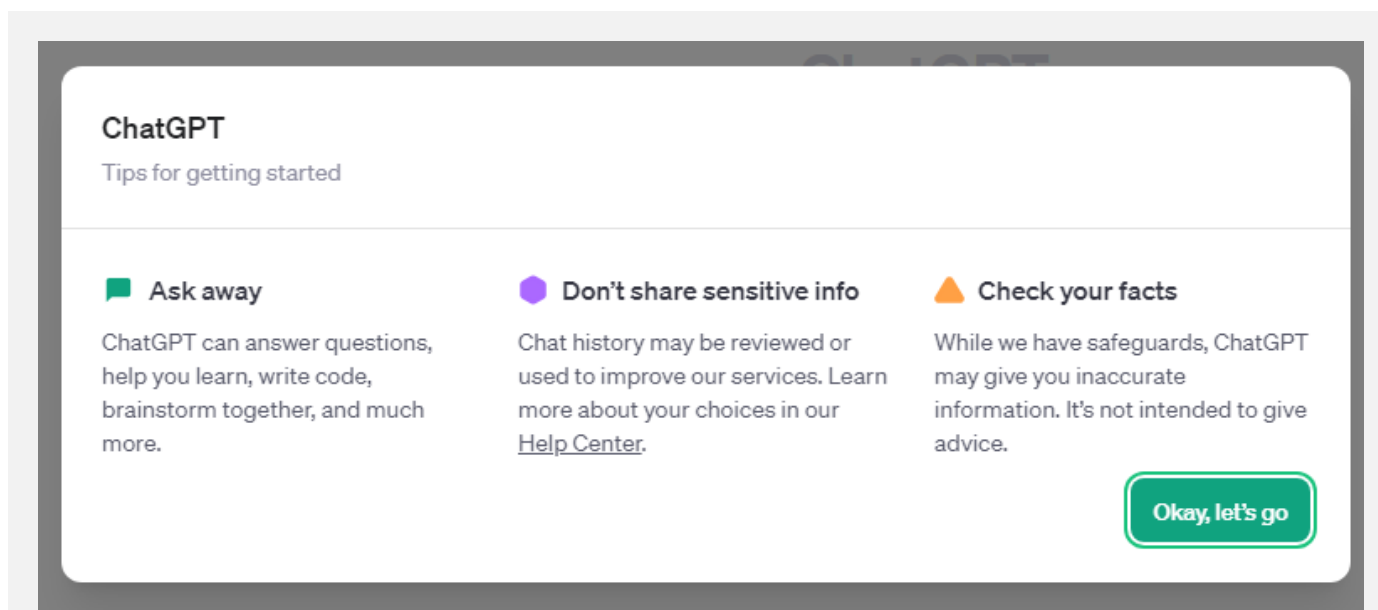 ChatGPT
ChatGPT
Tips for getting started
Ask away
ChatGPT can answer questions,
help you learn, write code,
brainstorm together, and much
more.
Don't share sensitive info
Chat history may be reviewed or
used to improve our services. Learn
more about your choices in our
Help Center.
Check your facts
While we have safeguards, ChatGPT
may give you inaccurate
information. It's not intended to give
advice.
Okay, let's go